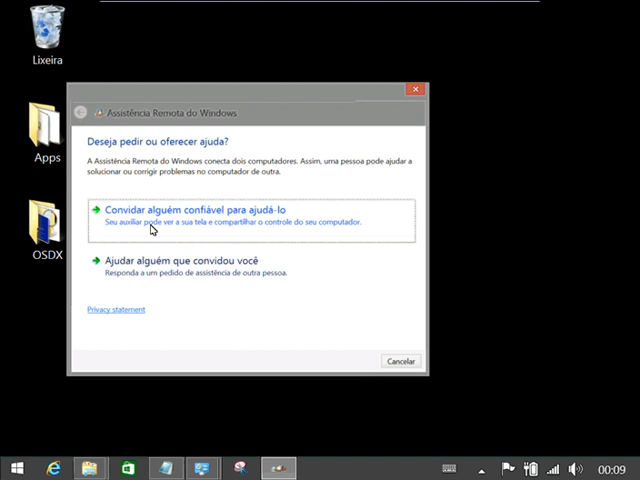 Lixeira
Apps
OSDX
Assistência Remota do Windows
Deseja pedir ou oferecer ajuda?
A Assistência Remota do Windows conecta dois computadores. Assim, uma pessoa pode ajudar a
solucionar ou corrigir problemas no computador de outra.
Convidar alguém confiável para ajudá-lo
Seu auxiliar pode ver a sua tela e compartilhar o controle do seu computador.
Ajudar alguém que convidou você
Responda a um pedido de assistência de outra pessoa.
Privacy statement
Cancelar
00:09